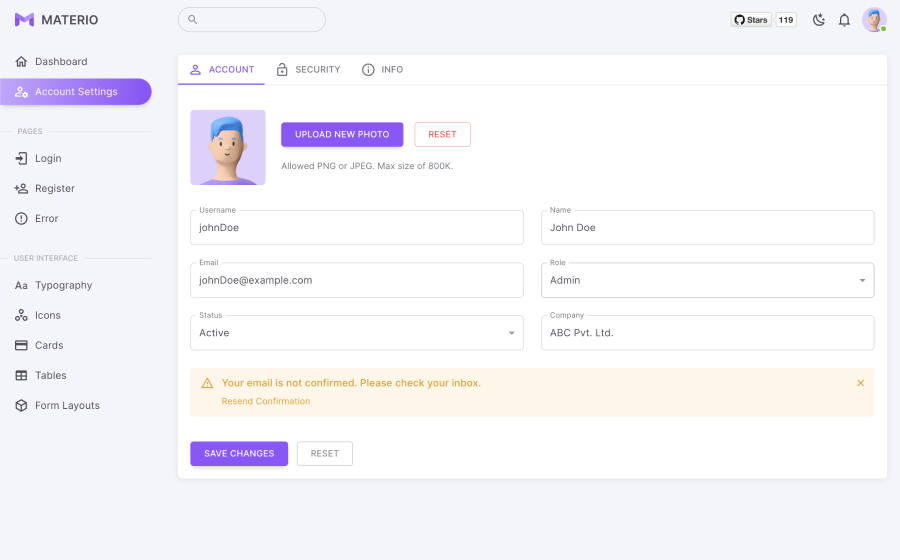 MATERIO
Stars
119
Dashboard
Account Settings
PAGES
Login
Register
Error
USER INTERFACE
Aa Typography
Icons
Cards
Tables
Form Layouts
ACCOUNT
SECURITY
INFO
UPLOAD NEW PHOTO
RESET
Allowed PNG or JPEG. Max size of 800K.
Username
johnDoe
Name
John Doe
Email
johnDoe@example.com
Role
Admin
Status
Active
Company
ABC Pvt. Ltd.
Your email is not confirmed. Please check your inbox.
Resend Confirmation
SAVE CHANGES
RESET